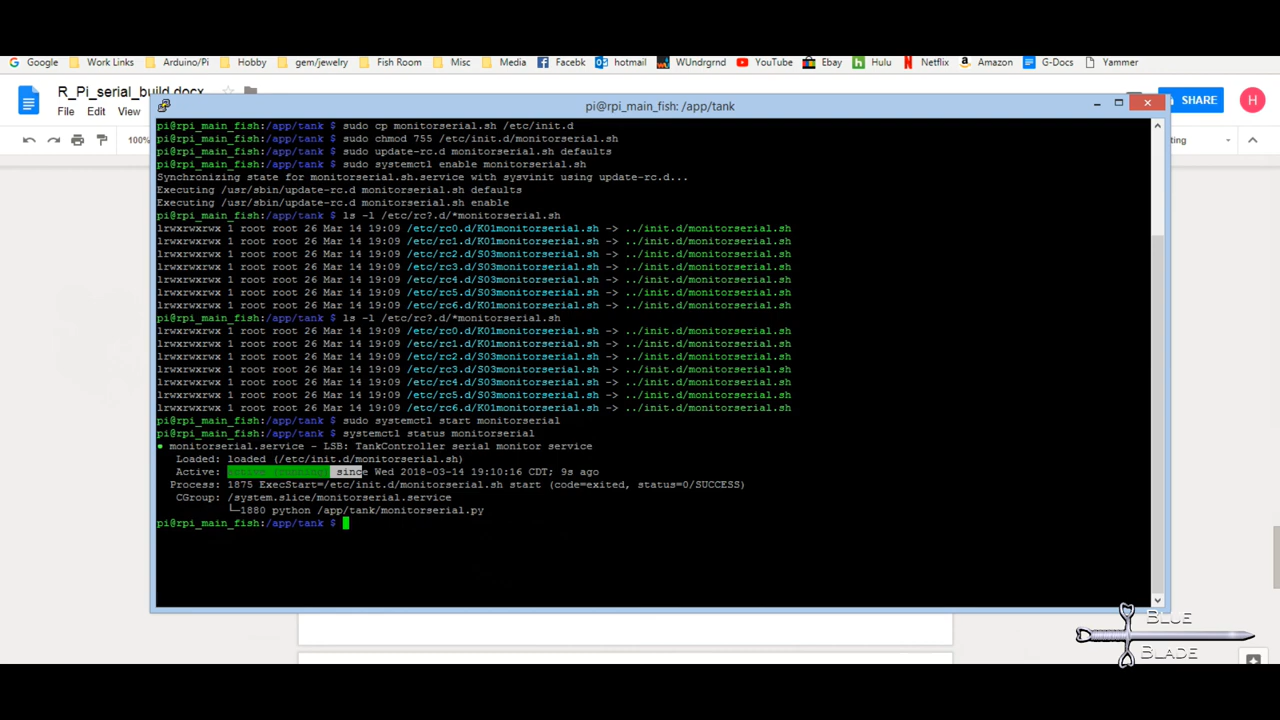 Google Work Links Arduino/Pi Hobby gem/jewelry Fish Room Misc Media Facebk hotmail WUndrgrnd YouTube Ebay Hulu Netflix Amazon G-Docs Yammer
R_Pi_serial_build.docx
File Edit View
SHARE
H
100%
pi@rpi_main_fish: /app/tank
pi@rpi_main_fish:/app/tank $ sudo cp monitorserial.sh /etc/init.d
pi@rpi_main_fish:/app/tank $ sudo chmod 755 /etc/init.d/monitorserial.sh
pi@rpi_main_fish:/app/tank $ sudo update-rc.d monitorserial.sh defaults
pi@rpi_main_fish:/app/tank $ sudo systemctl enable monitorserial.sh
Synchronizing state for monitorserial.sh.service with sysvinit using update-rc.d...
Executing /usr/sbin/update-rc.d monitorserial.sh defaults
Executing /usr/sbin/update-rc.d monitorserial.sh enable
pi@rpi_main_fish:/app/tank $ ls -l /etc/rc?.d/*monitorserial.sh
lrwxrwxrwx 1 root root 26 Mar 14 19:09 /etc/rc0.d/K01monitorserial.sh -> ../init.d/monitorserial.sh
lrwxrwxrwx 1 root root 26 Mar 14 19:09 /etc/rc1.d/K01monitorserial.sh -> ../init.d/monitorserial.sh
lrwxrwxrwx 1 root root 26 Mar 14 19:09 /etc/rc2.d/S03monitorserial.sh -> ../init.d/monitorserial.sh
lrwxrwxrwx 1 root root 26 Mar 14 19:09 /etc/rc3.d/S03monitorserial.sh -> ../init.d/monitorserial.sh
lrwxrwxrwx 1 root root 26 Mar 14 19:09 /etc/rc4.d/S03monitorserial.sh -> ../init.d/monitorserial.sh
lrwxrwxrwx 1 root root 26 Mar 14 19:09 /etc/rc5.d/S03monitorserial.sh -> ../init.d/monitorserial.sh
lrwxrwxrwx 1 root root 26 Mar 14 19:09 /etc/rc6.d/K01monitorserial.sh -> ../init.d/monitorserial.sh
pi@rpi_main_fish:/app/tank $ ls -l /etc/rc?.d/*monitorserial.sh
lrwxrwxrwx 1 root root 26 Mar 14 19:09 /etc/rc0.d/K01monitorserial.sh -> ../init.d/monitorserial.sh
lrwxrwxrwx 1 root root 26 Mar 14 19:09 /etc/rc1.d/K01monitorserial.sh -> ../init.d/monitorserial.sh
lrwxrwxrwx 1 root root 26 Mar 14 19:09 /etc/rc2.d/S03monitorserial.sh -> ../init.d/monitorserial.sh
lrwxrwxrwx 1 root root 26 Mar 14 19:09 /etc/rc3.d/S03monitorserial.sh -> ../init.d/monitorserial.sh
lrwxrwxrwx 1 root root 26 Mar 14 19:09 /etc/rc4.d/S03monitorserial.sh -> ../init.d/monitorserial.sh
lrwxrwxrwx 1 root root 26 Mar 14 19:09 /etc/rc5.d/S03monitorserial.sh -> ../init.d/monitorserial.sh
lrwxrwxrwx 1 root root 26 Mar 14 19:09 /etc/rc6.d/K01monitorserial.sh -> ../init.d/monitorserial.sh
pi@rpi_main_fish:/app/tank $ sudo systemctl start monitorserial
pi@rpi_main_fish:/app/tank $ systemctl status monitorserial
● monitorserial.service - LSB: TankController serial monitor service
Loaded: loaded (/etc/init.d/monitorserial.sh)
Active: active (running) since Wed 2018-03-14 19:10:16 CDT; 9s ago
Process: 1875 ExecStart=/etc/init.d/monitorserial.sh start (code=exited, status=0/SUCCESS)
CGroup: /system.slice/monitorserial.service
└─1880 python /app/tank/monitorserial.py
pi@rpi_main_fish:/app/tank $
BLUE
BLADE